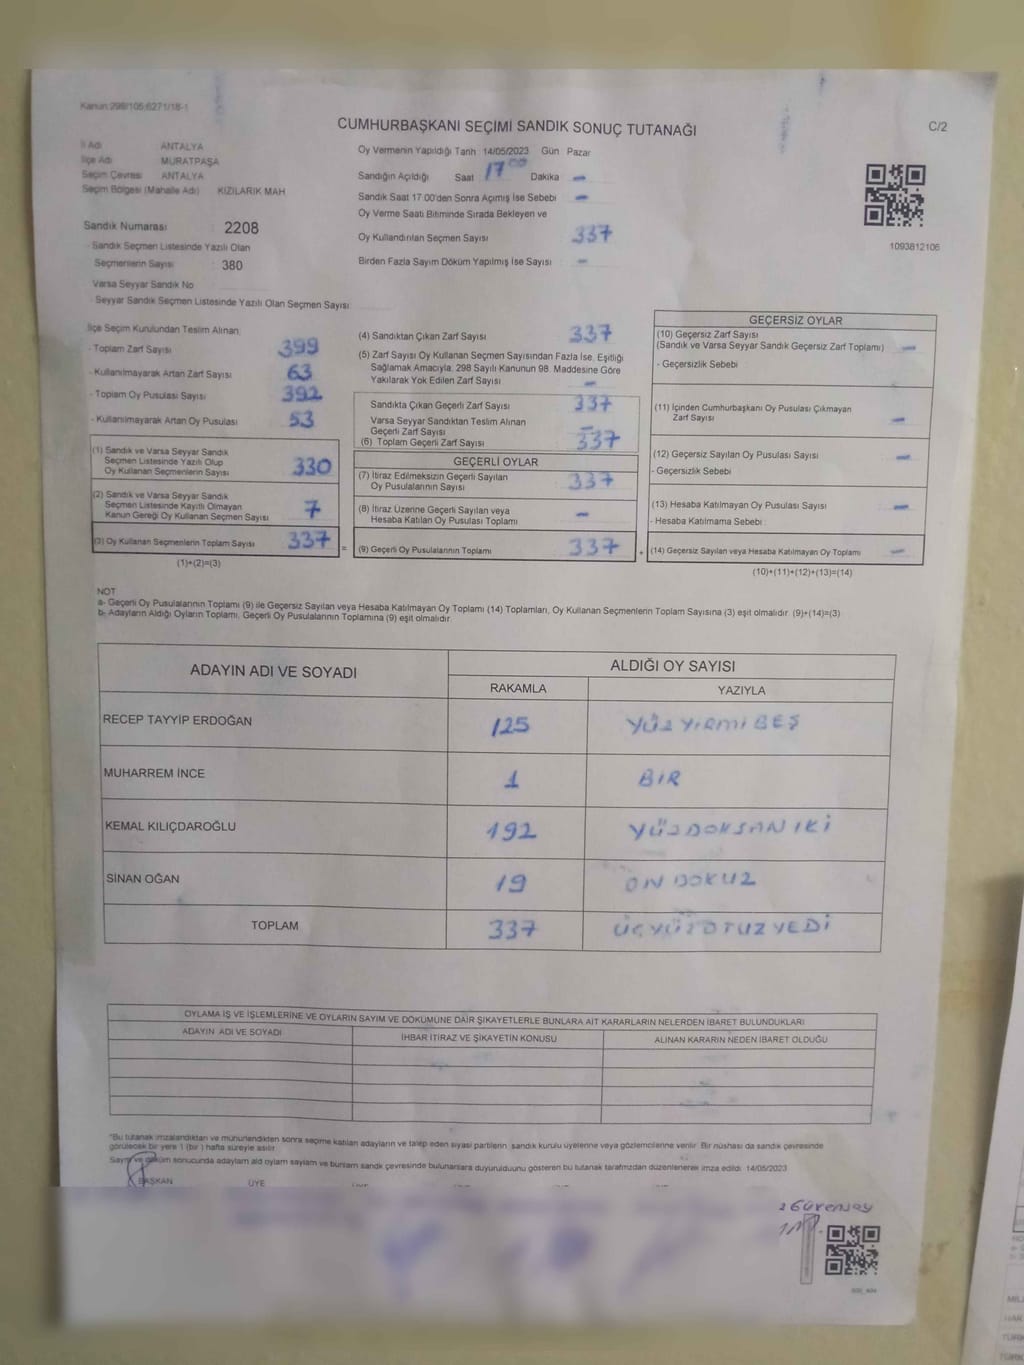 Kanun:298/105;6271/18-1
CUMHURBAŞKANI SEÇİMİ SANDIK SONUÇ TUTANAĞI
C/2
İl Adı ANTALYA
İlçe Adı MURATPAŞA
Seçim Çevresi ANTALYA
Seçim Bölgesi (Mahalle Adı) KIZILARIK MAH
Sandık Numarası : 2208
- Sandık Seçmen Listesinde Yazılı Olan
Seçmenlerin Sayısı : 380
Varsa Seyyar Sandık No
- Seyyar Sandık Seçmen Listesinde Yazılı Olan Seçmen Sayısı
Oy Vermenin Yapıldığı Tarih 14/05/2023 Gün Pazar
Sandığın Açıldığı Saat 17 00 Dakika -
Sandık Saat 17:00'den Sonra Açımış İse Sebebi -
Oy Verme Saati Bitiminde Sırada Bekleyen ve
Oy Kullandırılan Seçmen Sayısı 337
Birden Fazla Sayım Döküm Yapılmış İse Sayısı -
1093812106
İlçe Seçim Kurulundan Teslim Alınan;
- Toplam Zarf Sayısı 399
- Kullanılmayarak Artan Zarf Sayısı 63
- Toplam Oy Pusulası Sayısı 392
- Kullanılmayarak Artan Oy Pusulası 53
(1) Sandık ve Varsa Seyyar Sandık
Seçmen Listesinde Yazılı Olup
Oy Kullanan Seçmenlerin Sayısı 330
(2) Sandık ve Varsa Seyyar Sandık
Seçmen Listesinde Kayıtlı Olmayan
Kanun Gereği Oy Kullanan Seçmen Sayısı 7
(3) Oy Kullanan Seçmenlerin Toplam Sayısı 337 =
(1)+(2)=(3)
(4) Sandıktan Çıkan Zarf Sayısı 337
(5) Zarf Sayısı Oy Kullanan Seçmen Sayısından Fazla İse, Eşitliği
Sağlamak Amacıyla, 298 Sayılı Kanunun 98. Maddesine Göre
Yakılarak Yok Edilen Zarf Sayısı -
Sandıkta Çıkan Geçerli Zarf Sayısı 337
Varsa Seyyar Sandıktan Teslim Alınan
Geçerli Zarf Sayısı -
(6) Toplam Geçerli Zarf Sayısı 337
GEÇERLİ OYLAR
(7) İtiraz Edilmeksizin Geçerli Sayılan
Oy Pusulalarının Sayısı 337
(8) İtiraz Üzerine Geçerli Sayılan veya
Hesaba Katılan Oy Pusulası Toplamı -
(9) Geçerli Oy Pusulalarının Toplamı 337 +
GEÇERSİZ OYLAR
(10) Geçersiz Zarf Sayısı
(Sandık ve Varsa Seyyar Sandık Geçersiz Zarf Toplamı) -
- Geçersizlik Sebebi
(11) İçinden Cumhurbaşkanı Oy Pusulası Çıkmayan
Zarf Sayısı -
(12) Geçersiz Sayılan Oy Pusulası Sayısı -
- Geçersizlik Sebebi
(13) Hesaba Katılmayan Oy Pusulası Sayısı -
- Hesaba Katılmama Sebebi :
(14) Geçersiz Sayılan veya Hesaba Katılmayan Oy Toplamı -
(10)+(11)+(12)+(13)=(14)
NOT
a- Geçerli Oy Pusulalarının Toplamı (9) ile Geçersiz Sayılan veya Hesaba Katılmayan Oy Toplamı (14) Toplamları, Oy Kullanan Seçmenlerin Toplam Sayısına (3) eşit olmalıdır. (9)+(14)=(3)
b- Adayların Aldığı Oyların Toplamı, Geçerli Oy Pusulalarının Toplamına (9) eşit olmalıdır.
ADAYIN ADI VE SOYADI ALDIĞI OY SAYISI
RAKAMLA YAZIYLA
RECEP TAYYİP ERDOĞAN 125 YÜZ YİRMİ BEŞ
MUHARREM İNCE 1 BİR
KEMAL KILIÇDAROĞLU 192 YÜZ DOKSAN İKİ
SİNAN OĞAN 19 ON DOKUZ
TOPLAM 337 ÜÇ YÜZ OTUZ YEDİ
OYLAMA İŞ VE İŞLEMLERİNE VE OYLARIN SAYIM VE DÖKÜMÜNE DAİR ŞİKAYETLERLE BUNLARA AİT KARARLARIN NELERDEN İBARET BULUNDUKLARI
ADAYIN ADI VE SOYADI İHBAR İTİRAZ VE ŞİKAYETİN KONUSU ALINAN KARARIN NEDEN İBARET OLDUĞU
*Bu tutanak imzalandıktan ve mühürlendikten sonra seçime katılan adayların ve talep eden siyasi partilerin sandık kurulu üyelerine veya gözlemcilerine verilir. Bir nüshası da sandık çevresinde
görülecek bir yere 1 (bir) hafta süreyle asılır.
Sayım ve döküm sonucunda adayların aldığı oyların sayıları ve bunların sandık çevresinde bulunanlara duyurulduğunu gösteren bu tutanak tarafımızdan düzenlenerek imza edildi. 14/05/2023
BAŞKAN ÜYE